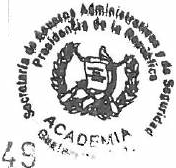 Secretaría de Asuntos Administrativos y de Seguridad
Presidencia de la República
ACADEMIA
49